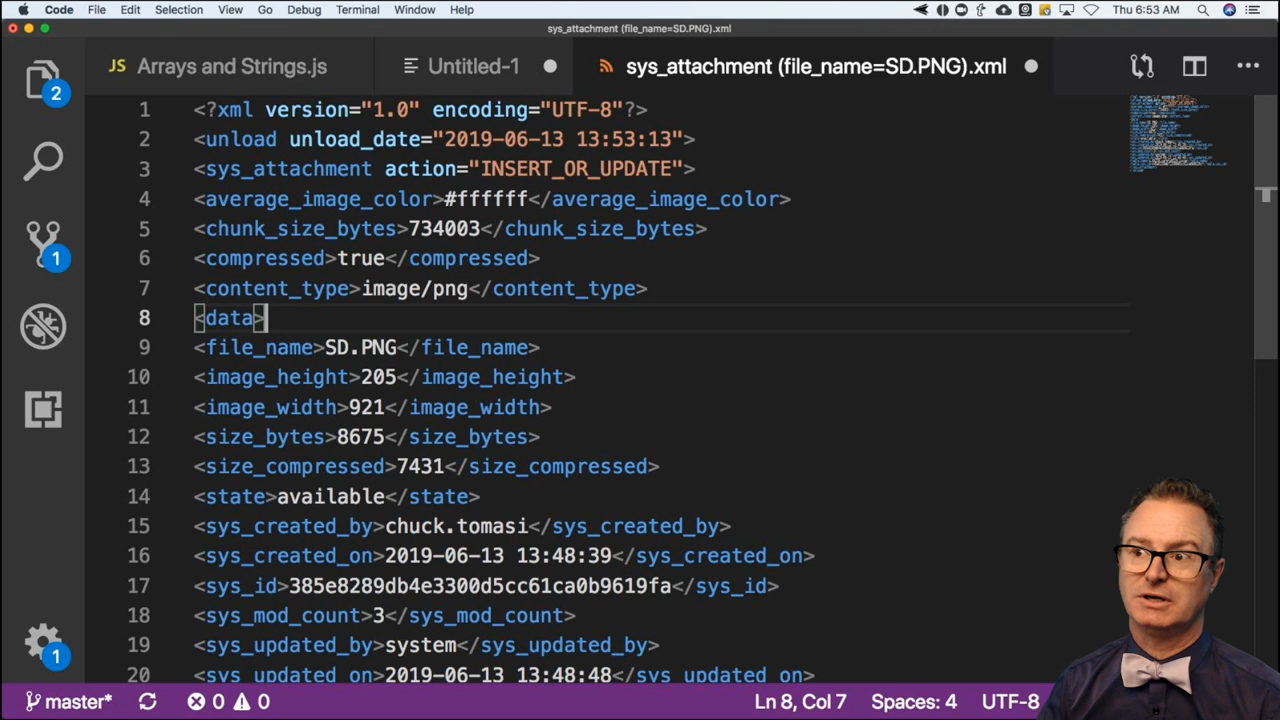 Code File Edit Selection View Go Debug Terminal Window Help Thu 6:53 AM
sys_attachment (file_name=SD.PNG).xml
JS Arrays and Strings.js Untitled-1 sys_attachment (file_name=SD.PNG).xml
2
1
1
1 <?xml version="1.0" encoding="UTF-8"?>
2 <unload unload_date="2019-06-13 13:53:13">
3 <sys_attachment action="INSERT_OR_UPDATE">
4 <average_image_color>#ffffff</average_image_color>
5 <chunk_size_bytes>734003</chunk_size_bytes>
6 <compressed>true</compressed>
7 <content_type>image/png</content_type>
8 <data>
9 <file_name>SD.PNG</file_name>
10 <image_height>205</image_height>
11 <image_width>921</image_width>
12 <size_bytes>8675</size_bytes>
13 <size_compressed>7431</size_compressed>
14 <state>available</state>
15 <sys_created_by>chuck.tomasi</sys_created_by>
16 <sys_created_on>2019-06-13 13:48:39</sys_created_on>
17 <sys_id>385e8289db4e3300d5cc61ca0b9619fa</sys_id>
18 <sys_mod_count>3</sys_mod_count>
19 <sys_updated_by>system</sys_updated_by>
20 <sys_updated_on>2019-06-13 13:48:48</sys_updated_on>
master* 0 0 Ln 8, Col 7 Spaces: 4 UTF-8